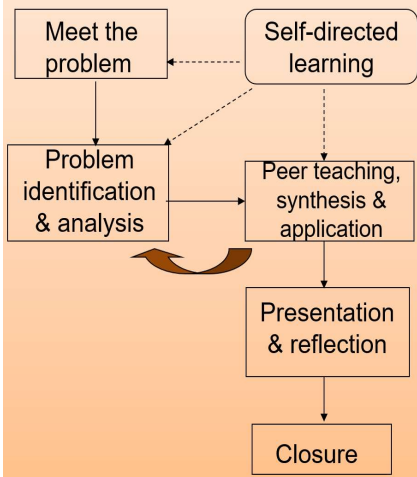 Meet the
problem
Self-directed
learning
Problem
identification
& analysis
Peer teaching,
synthesis &
application
Presentation
& reflection
Closure